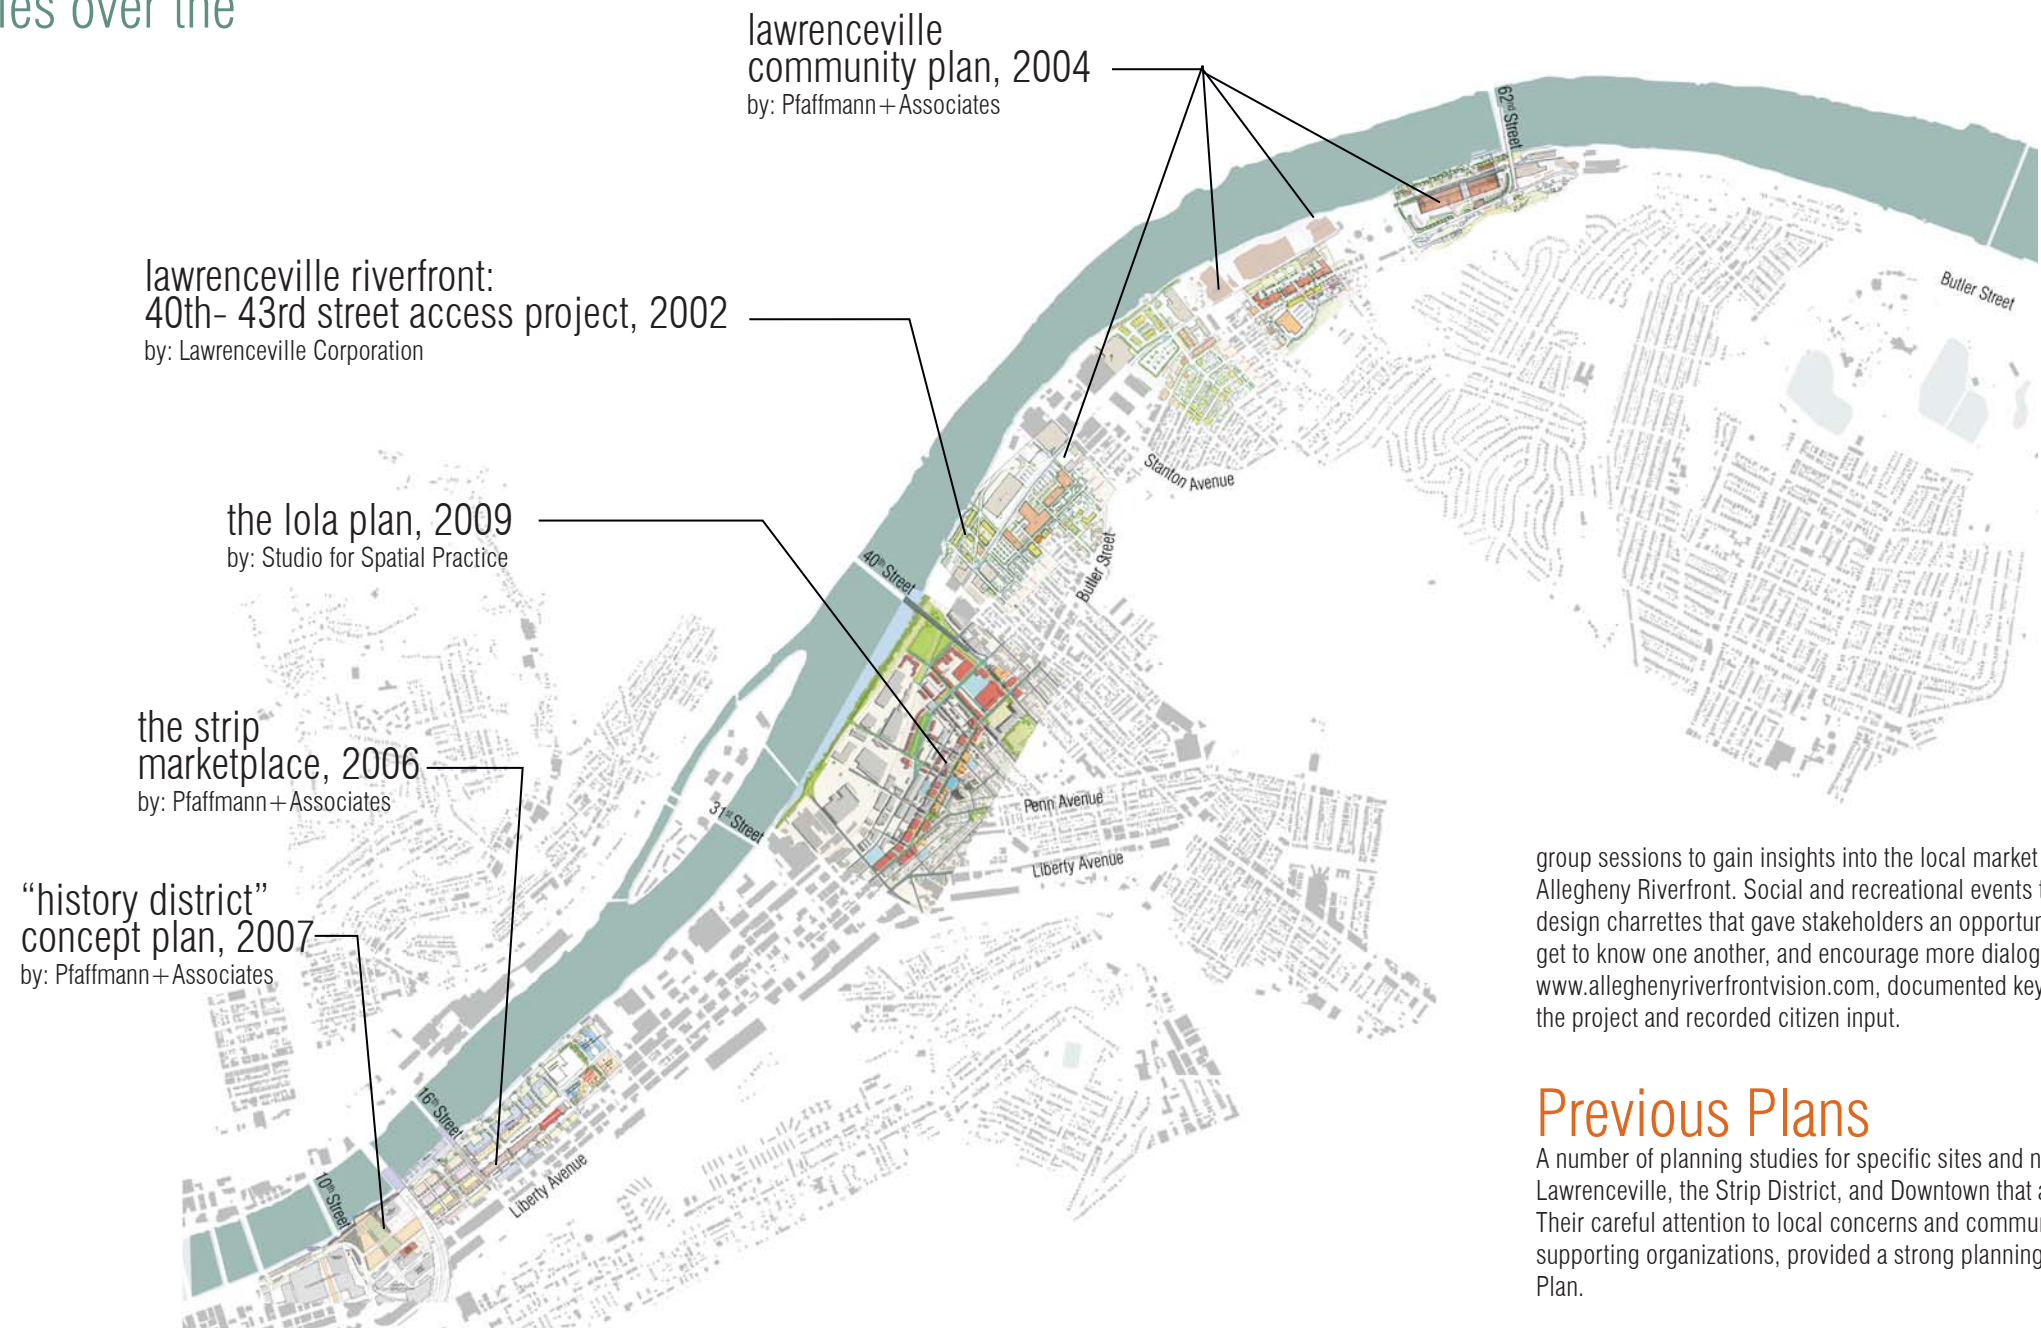 over the
lawrenceville
community plan, 2004
by: Pfaffmann+Associates
62nd Street
lawrenceville riverfront:
40th- 43rd street access project, 2002
by: Lawrenceville Corporation
Butler Street
Stanton Avenue
the lola plan, 2009
by: Studio for Spatial Practice
40th Street
Butler Street
the strip
marketplace, 2006
by: Pfaffmann+Associates
31st Street
Penn Avenue
Liberty Avenue
"history district"
concept plan, 2007
by: Pfaffmann+Associates
16th Street
10th Street
Liberty Avenue
group sessions to gain insights into the local market
Allegheny Riverfront. Social and recreational events
design charrettes that gave stakeholders an
get to know one another, and encourage more
www.alleghenyriverfrontvision.com, documented key
the project and recorded citizen input.
Previous Plans
A number of planning studies for specific sites and
Lawrenceville, the Strip District, and Downtown that
Their careful attention to local concerns and
supporting organizations, provided a strong planning
Plan.